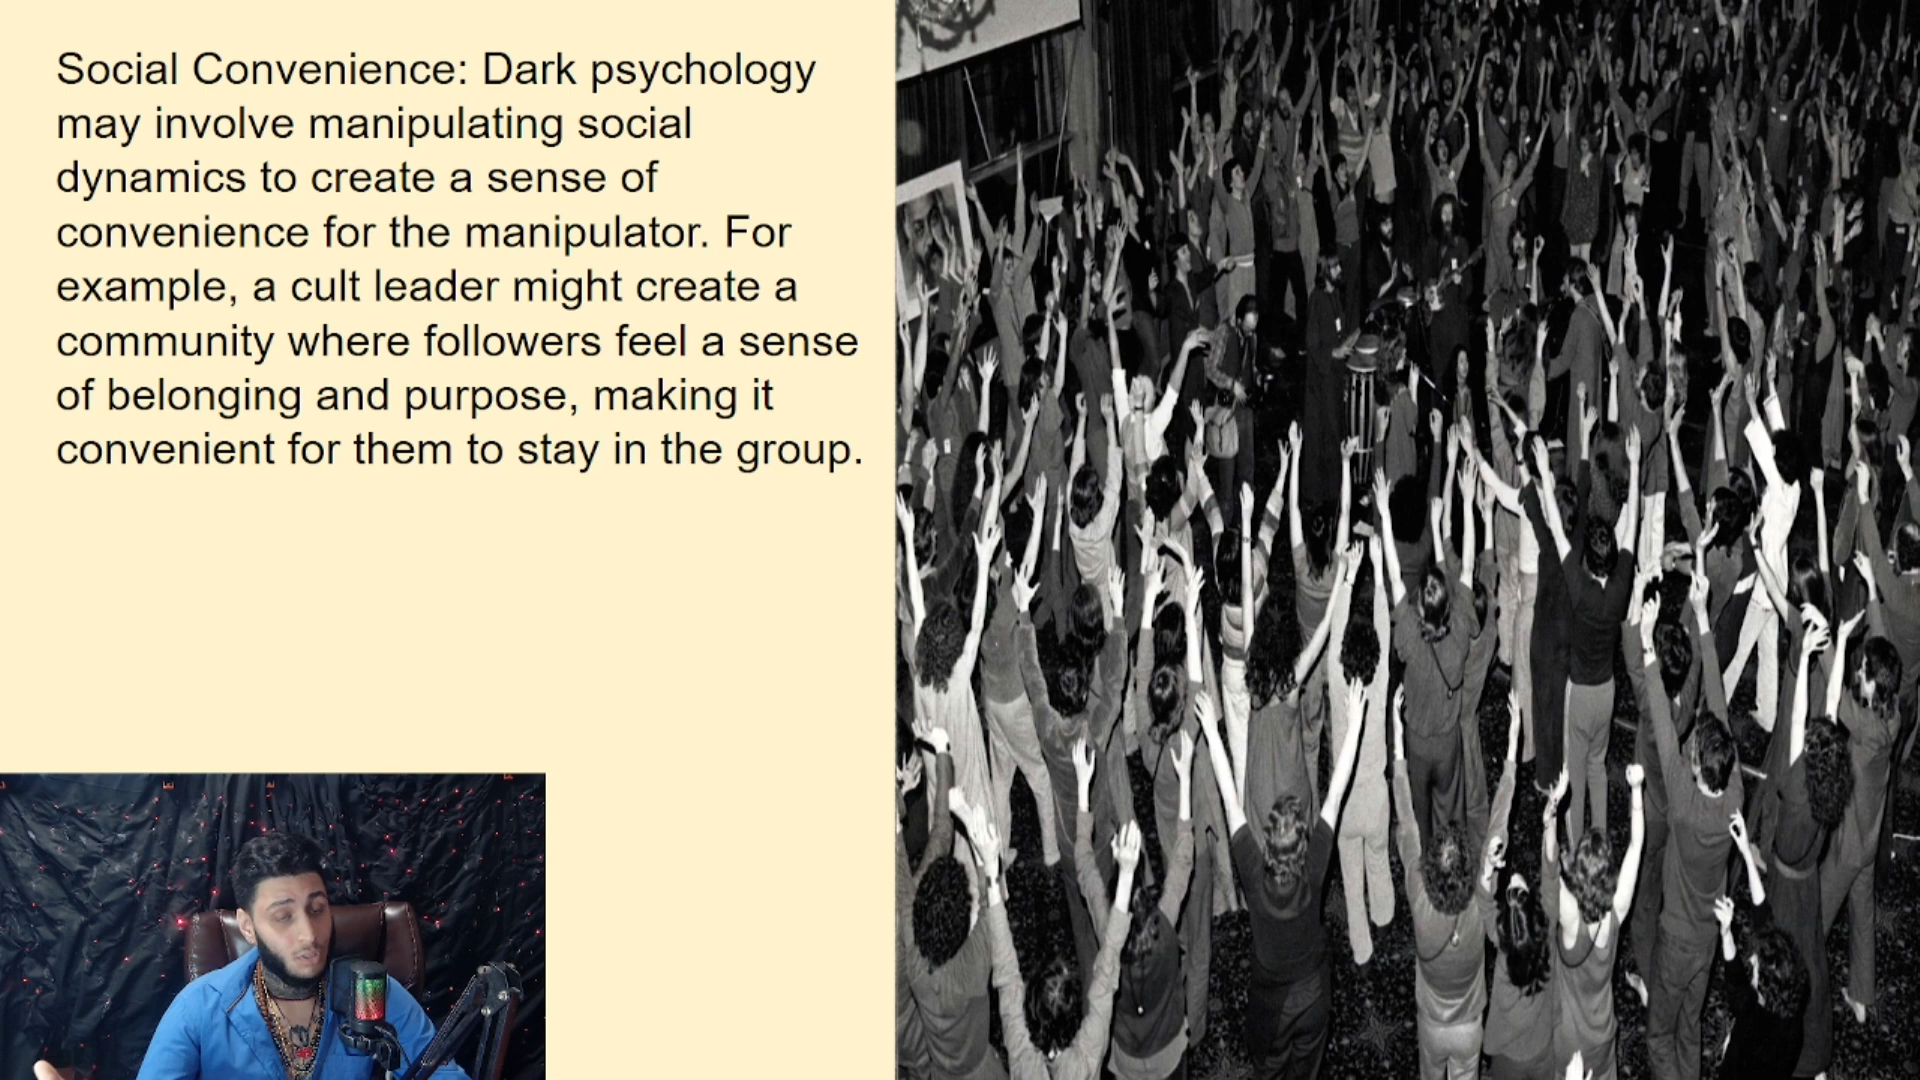 Social Convenience: Dark psychology
may involve manipulating social
dynamics to create a sense of
convenience for the manipulator. For
example, a cult leader might create a
community where followers feel a sense
of belonging and purpose, making it
convenient for them to stay in the group.